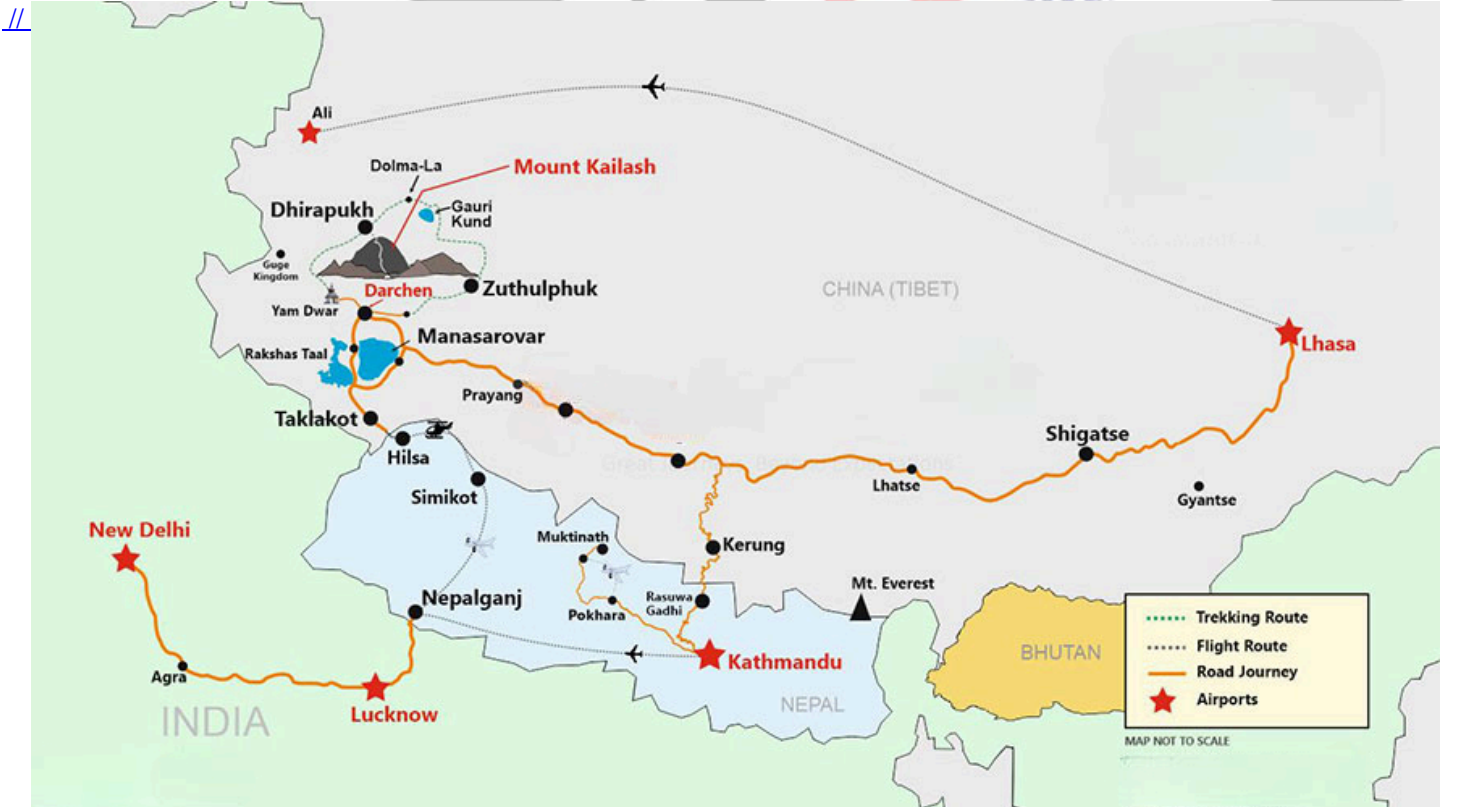 //
Ali
Dolma-La
Mount Kailash
Dhirapukh
Gauri
Kund
Guge
Kingdom
Darchen
Zuthulphuk
CHINA (TIBET)
Yam Dwar
Manasarovar
Lhasa
Rakshas Taal
Prayang
Taklakot
Shigatse
Hilsa
Lhatse
Simikot
Gyantse
New Delhi
Muktinath
Kerung
Mt. Everest
Nepalganj
Rasuwa
Gadhi
Pokhara
Trekking Route
Flight Route
BHUTAN
Kathmandu
Road Journey
Agra
Airports
NEPAL
Lucknow
INDIA
MAP NOT TO SCALE